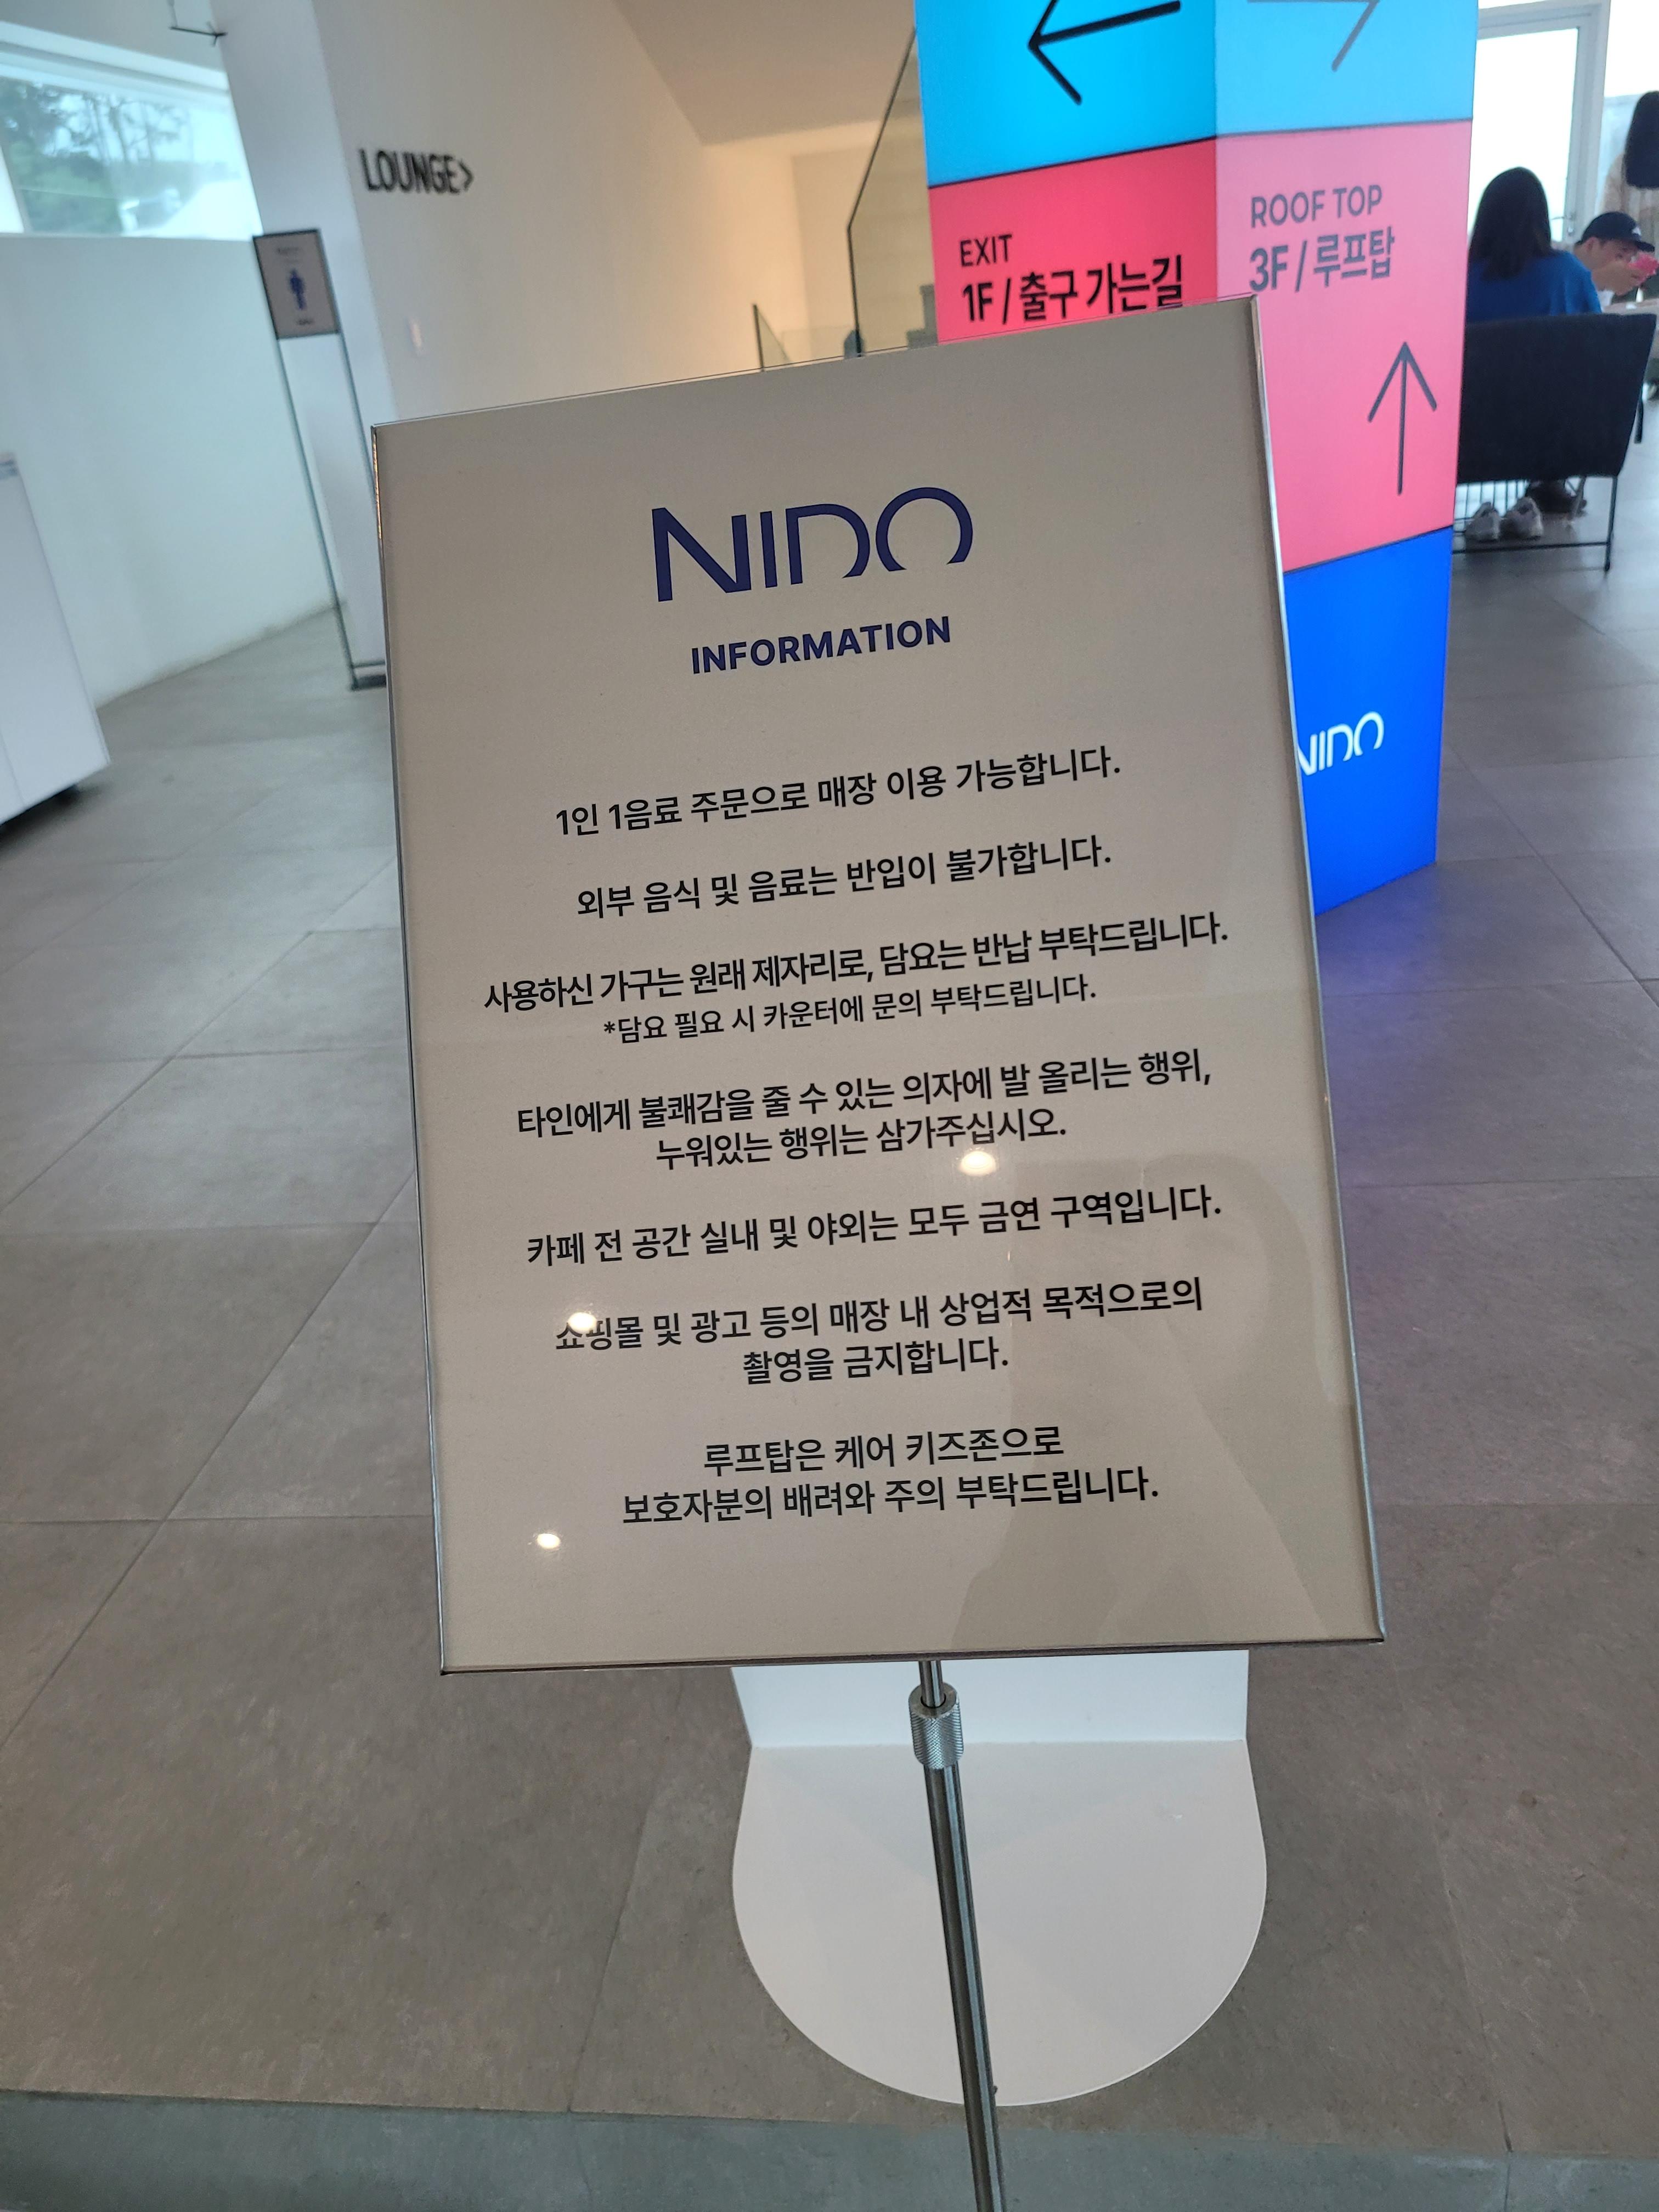 LOUNGE>
EXIT
1F / 출구 가는길
ROOF TOP
3F / 루프탑
NIDO
INFORMATION
1인 1음료 주문으로 매장 이용 가능합니다.
외부 음식 및 음료는 반입이 불가합니다.
사용하신 가구는 원래 제자리로, 담요는 반납 부탁드립니다.
*담요 필요 시 카운터에 문의 부탁드립니다.
타인에게 불쾌감을 줄 수 있는 의자에 발 올리는 행위,
누워있는 행위는 삼가주십시오.
카페 전 공간 실내 및 야외는 모두 금연 구역입니다.
쇼핑몰 및 광고 등의 매장 내 상업적 목적으로의
촬영을 금지합니다.
루프탑은 케어 키즈존으로
보호자분의 배려와 주의 부탁드립니다.
NIDO